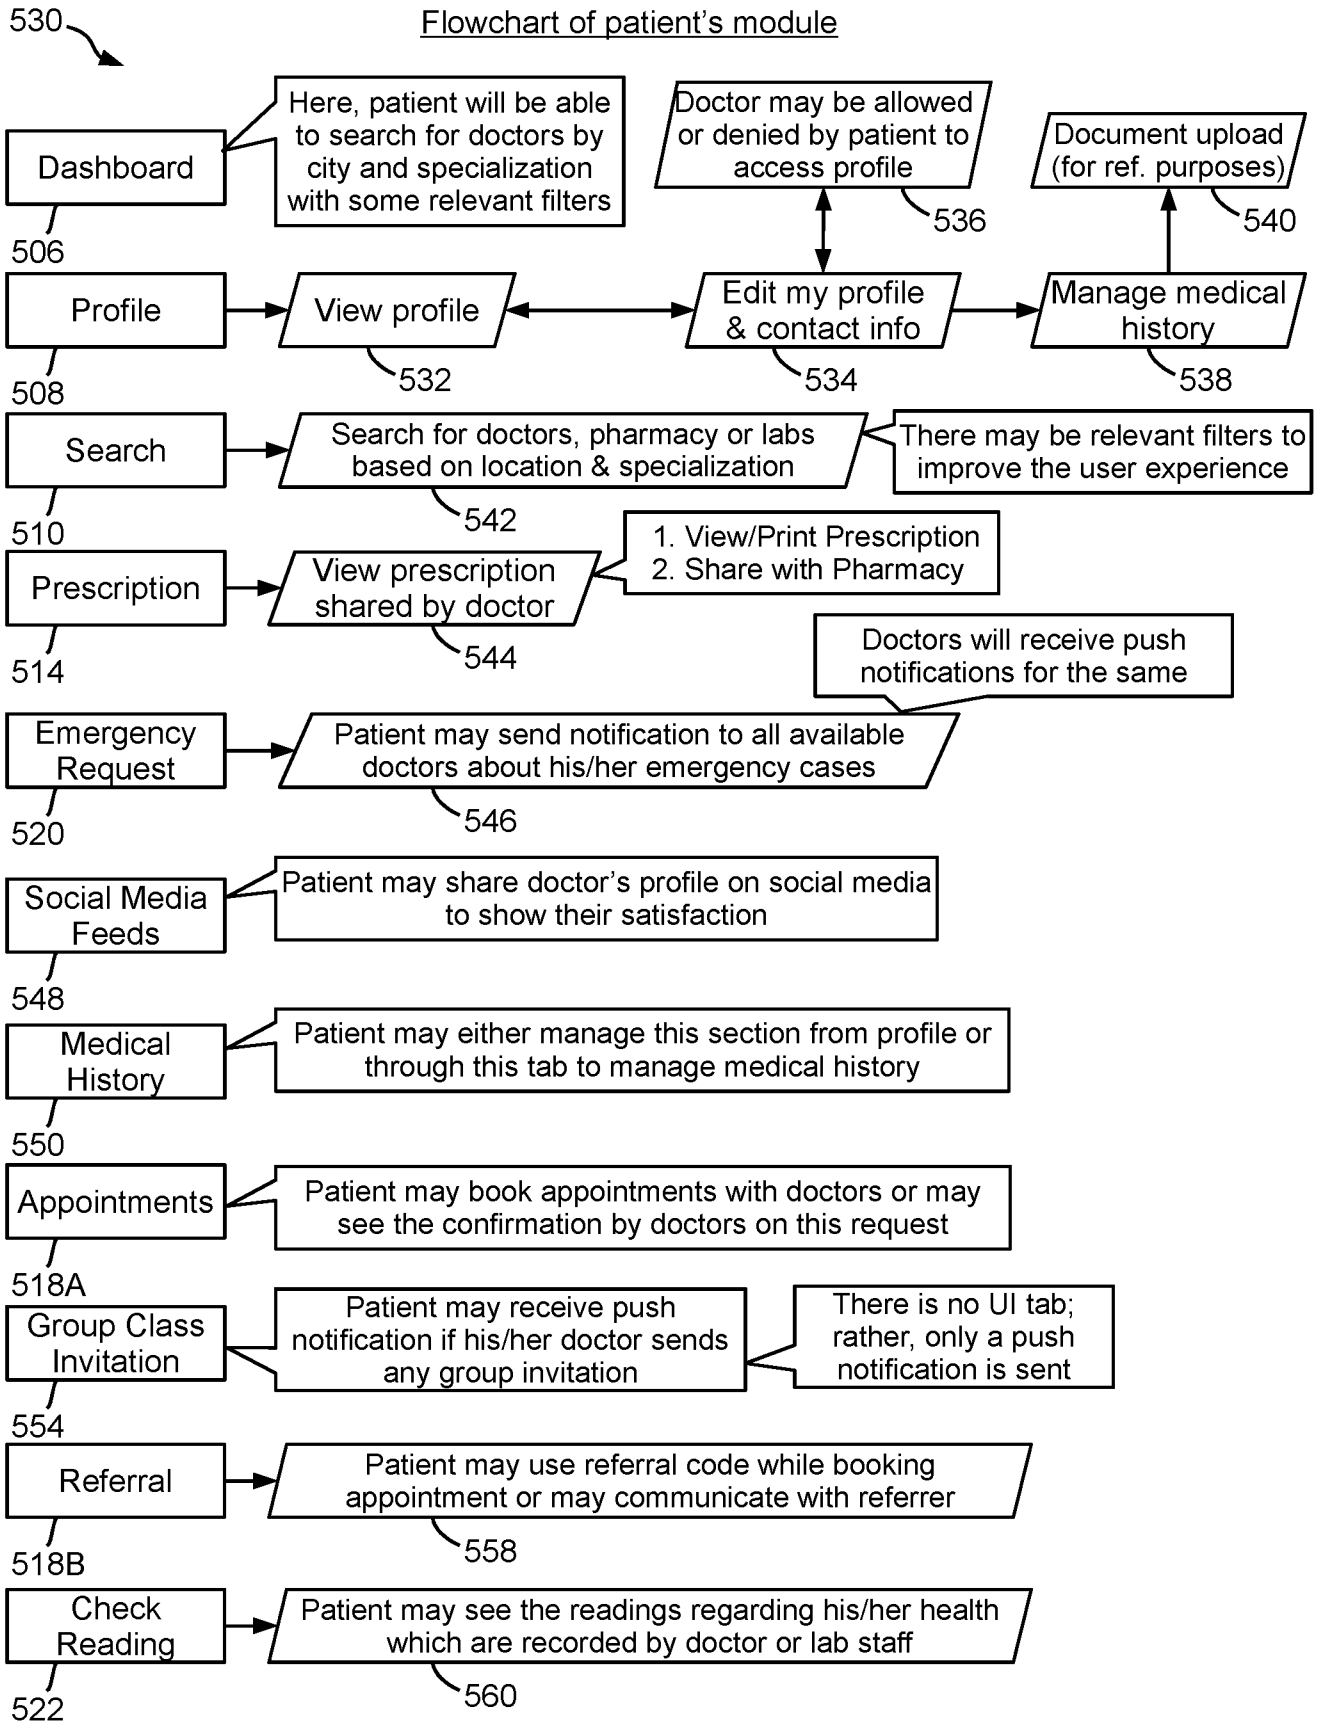 530
Flowchart of patient's module
Dashboard
506
Here, patient will be able
to search for doctors by
city and specialization
with some relevant filters
Doctor may be allowed
or denied by patient to
access profile
536
Document upload
(for ref. purposes)
540
Profile
508
View profile
532
Edit my profile
& contact info
534
Manage medical
history
538
Search
510
Search for doctors, pharmacy or labs
based on location & specialization
542
There may be relevant filters to
improve the user experience
Prescription
514
View prescription
shared by doctor
544
1. View/Print Prescription
2. Share with Pharmacy
Doctors will receive push
notifications for the same
Emergency
Request
520
Patient may send notification to all available
doctors about his/her emergency cases
546
Social Media
Feeds
548
Patient may share doctor's profile on social media
to show their satisfaction
Medical
History
550
Patient may either manage this section from profile or
through this tab to manage medical history
Appointments
518A
Patient may book appointments with doctors or may
see the confirmation by doctors on this request
Group Class
Invitation
554
Patient may receive push
notification if his/her doctor sends
any group invitation
There is no UI tab;
rather, only a push
notification is sent
Referral
518B
Patient may use referral code while booking
appointment or may communicate with referrer
558
Check
Reading
522
Patient may see the readings regarding his/her health
which are recorded by doctor or lab staff
560